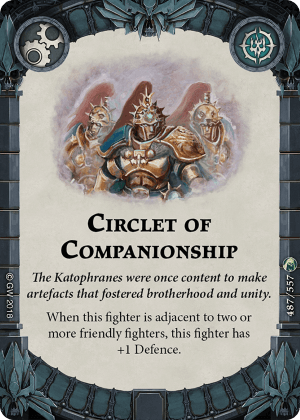 CIRCLET OF
COMPANIONSHIP
The Katophranes were once content to make
artefacts that fostered brotherhood and unity.
When this fighter is adjacent to two or
more friendly fighters, this fighter has
+1 Defence.
© GW 2018
487/557